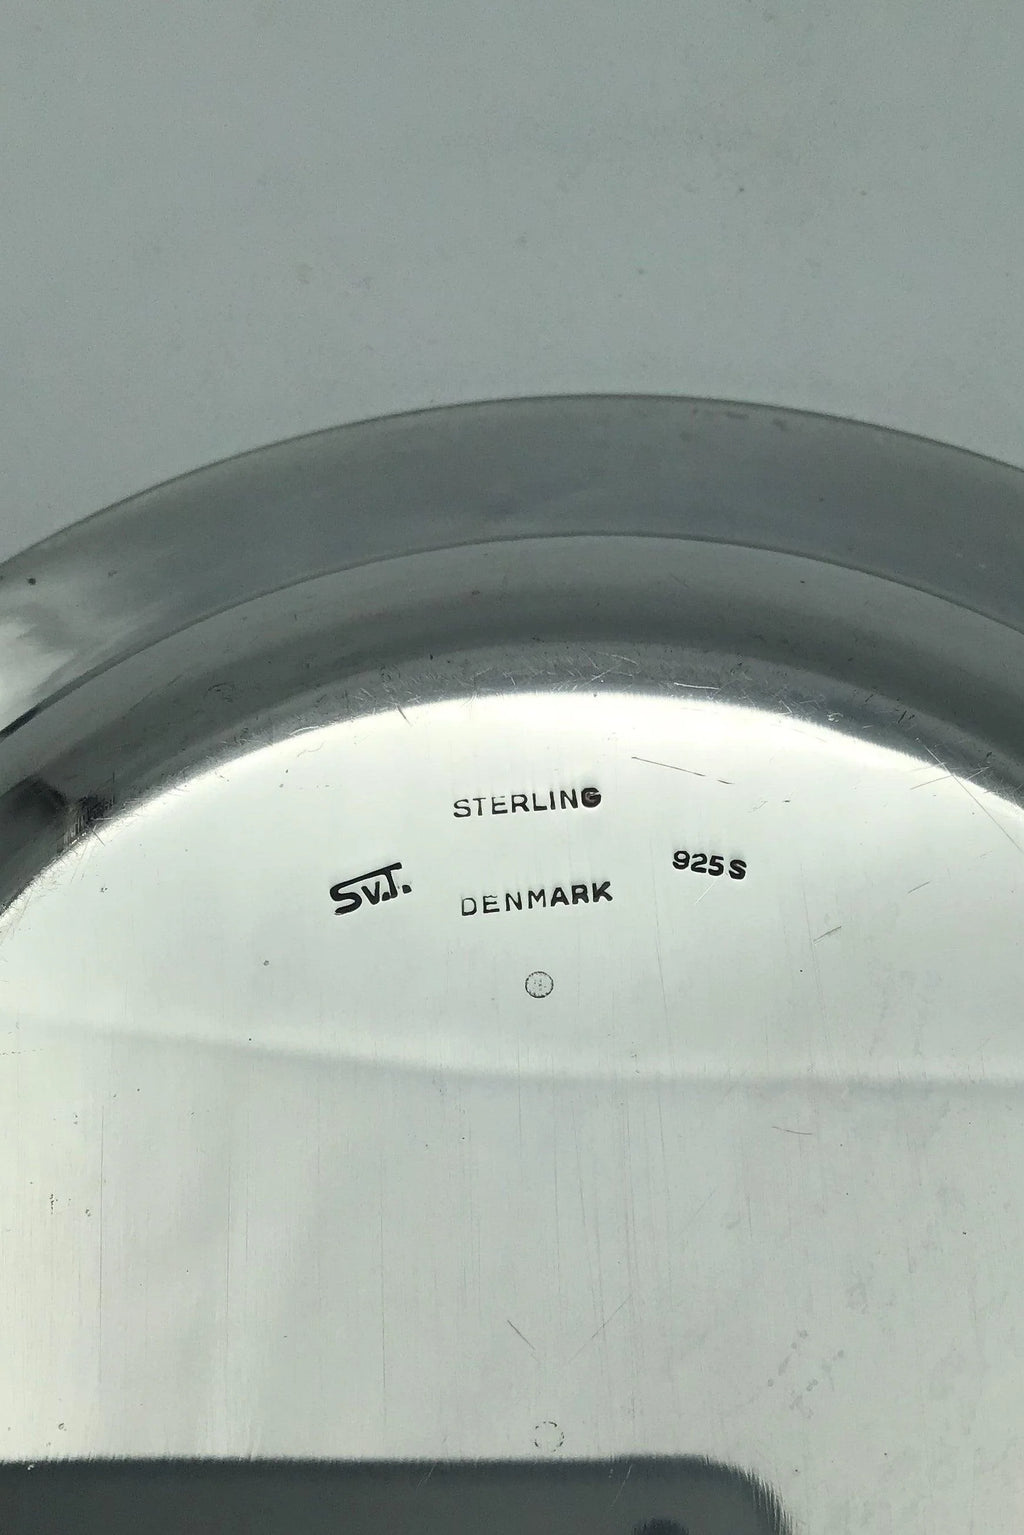 STERLING
Sv.T.
DENMARK
925S